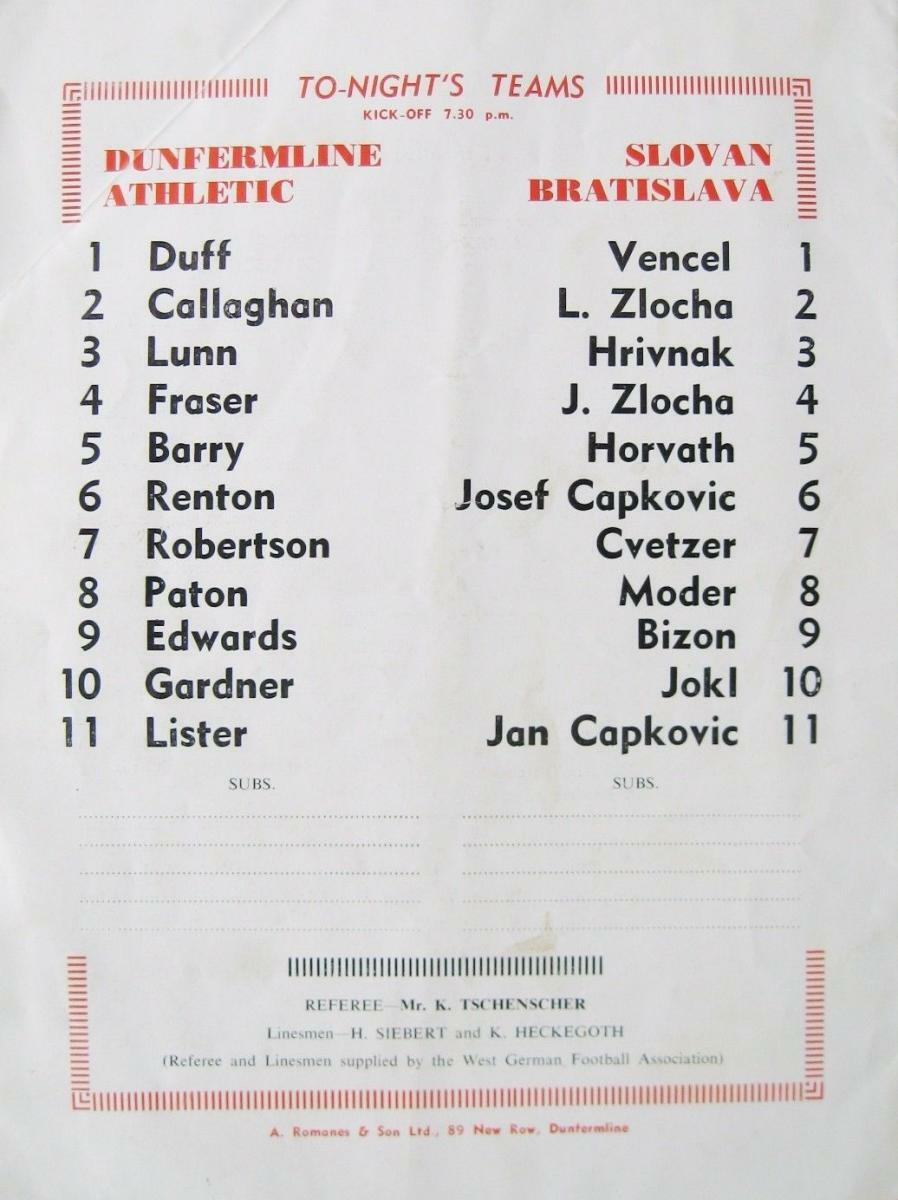 TO-NIGHT'S TEAMS
KICK-OFF 7.30 p.m.
DUNFERMLINE ATHLETIC
SLOVAN BRATISLAVA
1 Duff Vencel 1
2 Callaghan L. Zlocha 2
3 Lunn Hrivnak 3
4 Fraser J. Zlocha 4
5 Barry Horvath 5
6 Renton Josef Capkovic 6
7 Robertson Cvetzer 7
8 Paton Moder 8
9 Edwards Bizon 9
10 Gardner Jokl 10
11 Lister Jan Capkovic 11
SUBS. SUBS.
REFEREE—Mr. K. TSCHENSCHER
Linesmen—H. SIEBERT and K. HECKEGOTH
(Referee and Linesmen supplied by the West German Football Association)
A. Romanes & Son Ltd., 89 New Row, Dunfermline